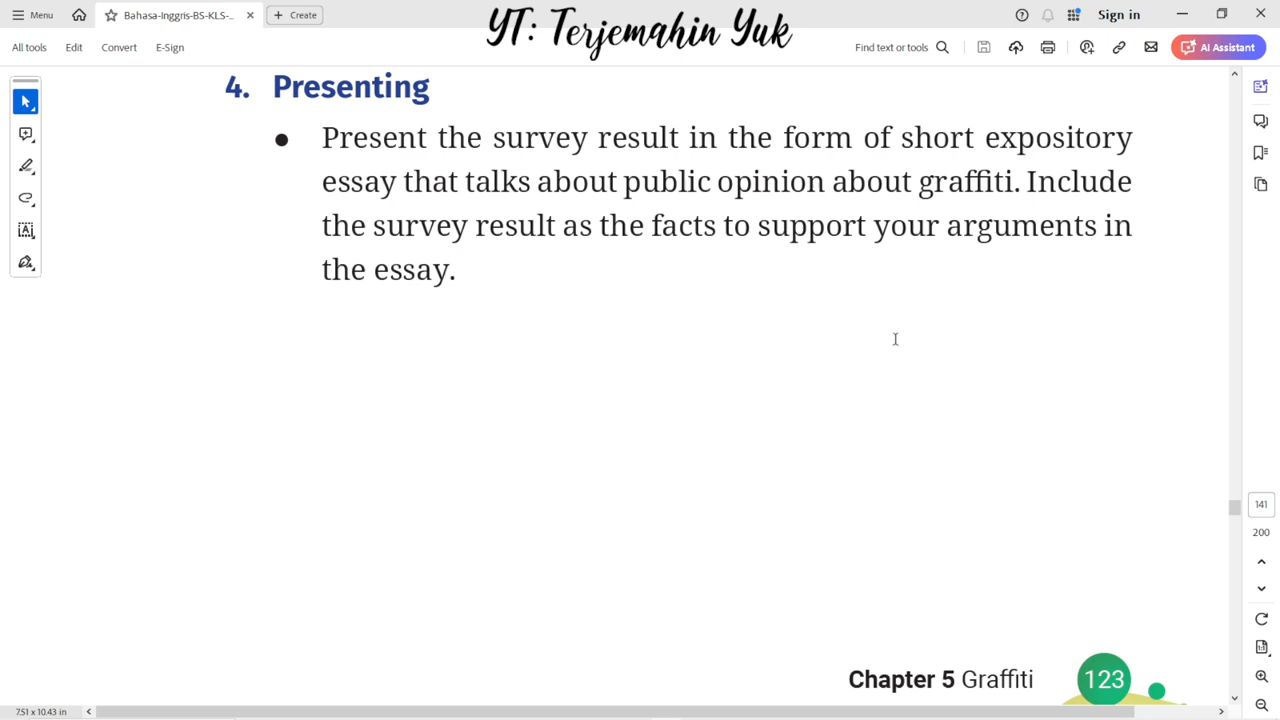 Menu
Bahasa-Inggris-BS-KLS-...
Create
YT: Terjemahin Yuk
Sign in
All tools
Edit
Convert
E-Sign
Find text or tools
AI Assistant
4. Presenting
● Present the survey result in the form of short expository
essay that talks about public opinion about graffiti. Include
the survey result as the facts to support your arguments in
the essay.
141
200
Chapter 5 Graffiti 123
7.51 x 10.43 in